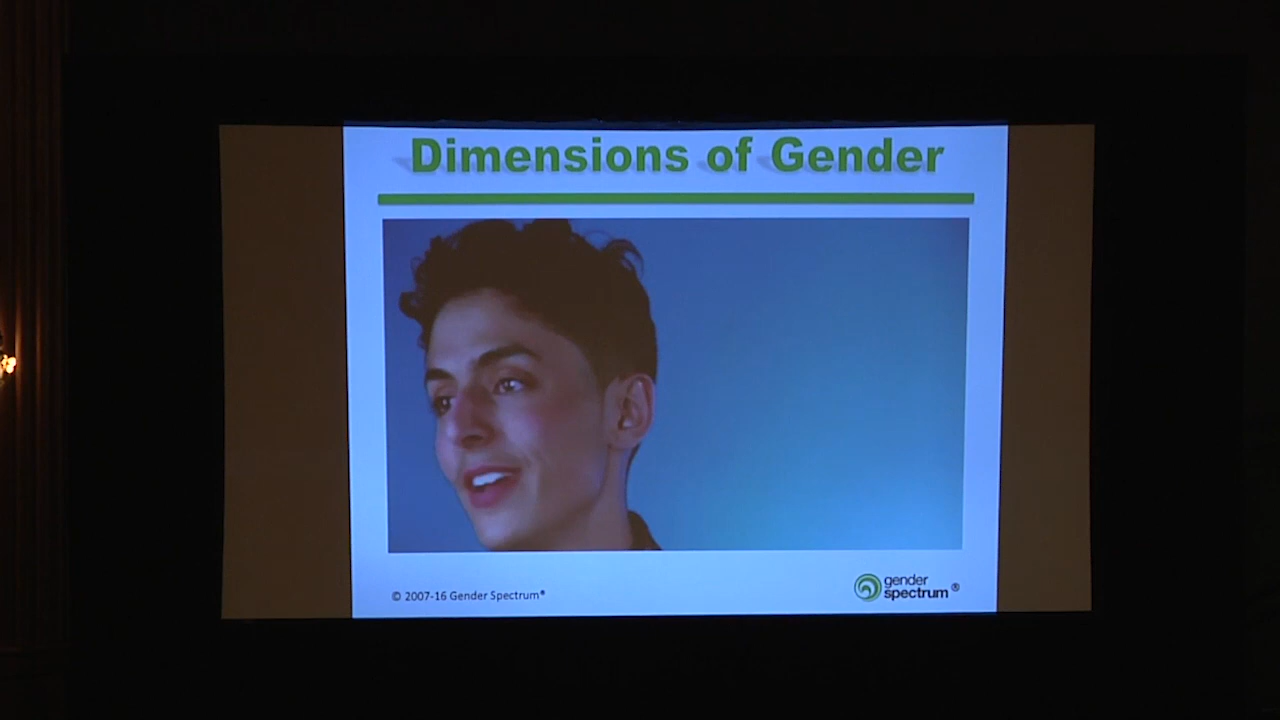 Dimensions of Gender
© 2007-16 Gender Spectrum®
gender
spectrum ®